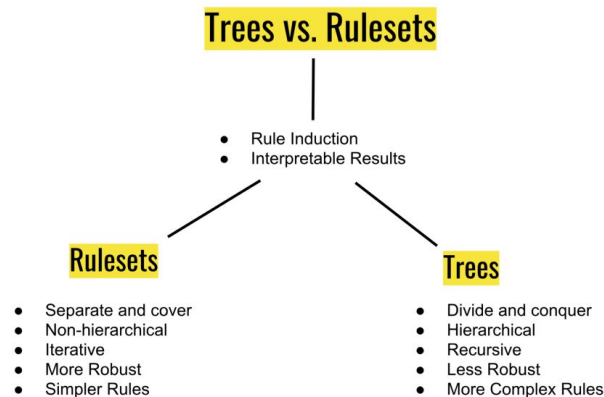 Trees vs. Rulesets
● Rule Induction
● Interpretable Results
Rulesets
● Separate and cover
● Non-hierarchical
● Iterative
● More Robust
● Simpler Rules
Trees
● Divide and conquer
● Hierarchical
● Recursive
● Less Robust
● More Complex Rules